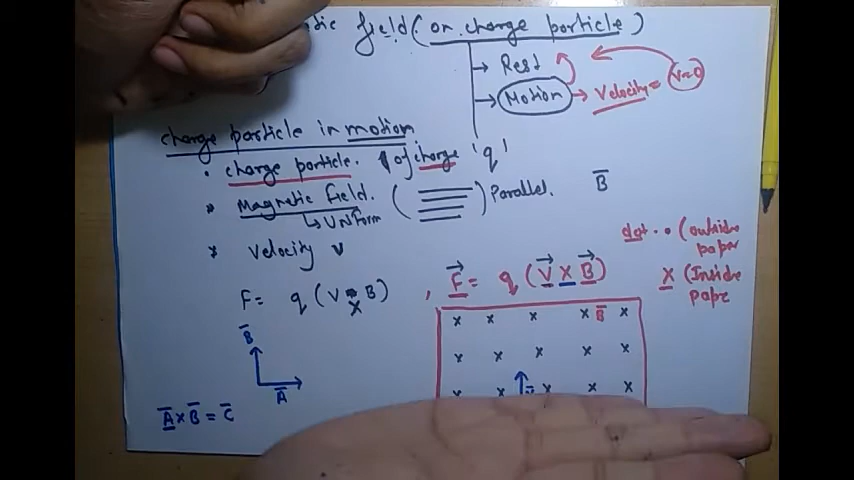 field (on charge particle)
→ Rest
→ Motion → Velocity = V=0
charge particle in motion
• charge particle. of charge 'q'
* Magnetic field. ( ) Parallel. B
↳ UNIform
* Velocity v
dot . • (outside
paper
x (Inside
pape
F = q (V x B) , F = q (V x B)
x x x x B x
x x x x x
x x x x x
B
A
A x B = C